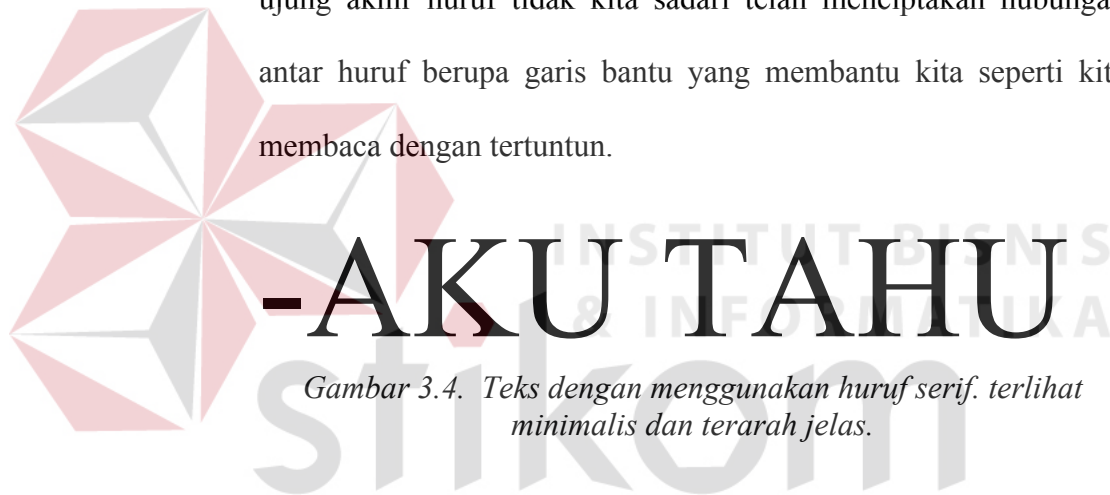 ujung akhir huruf tidak kita sadari telah menciptakan
antar huruf berupa garis bantu yang membantu kita seperti
membaca dengan tertuntun.
INSTITUT BISNIS
& INFORMATIKA
-AKU TAHU
stikom
Gambar 3.4. Teks dengan menggunakan huruf serif. terlihat
minimalis dan terarah jelas.